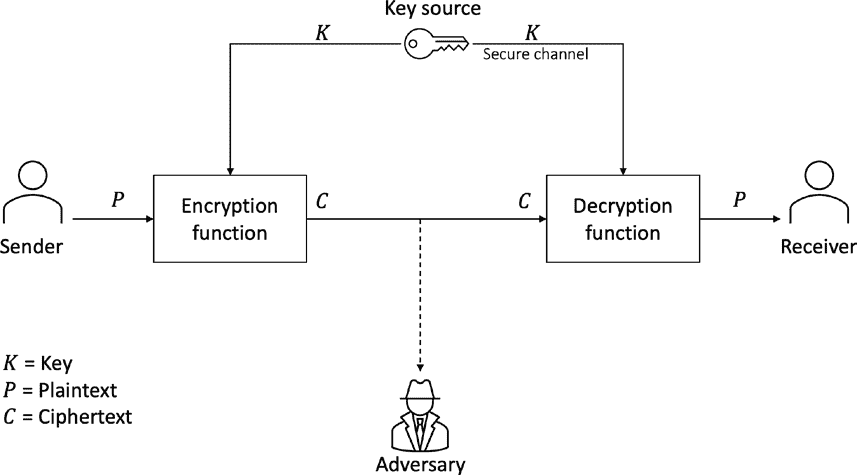 Key source
K
K
Secure channel
P
Encryption
function
C
C
Decryption
function
P
Sender
Receiver
K = Key
P = Plaintext
C = Ciphertext
Adversary